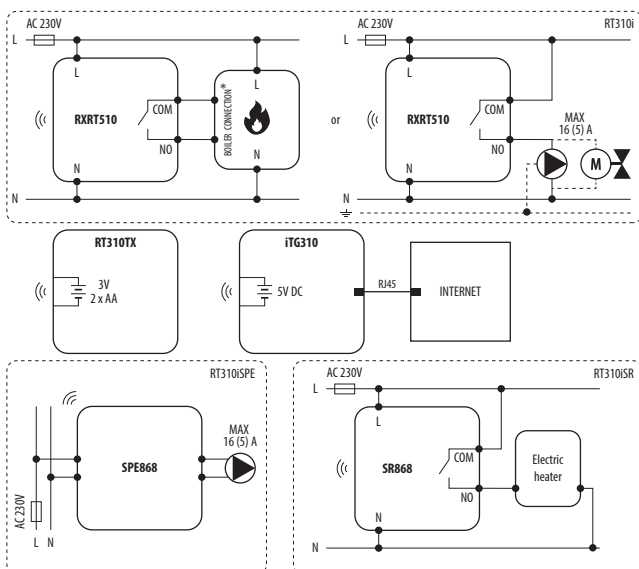 AC 230V
L
L
RXRT510
COM
NO
N
BOILER CONNECTION*
L
N
N
or
RT310i
AC 230V
L
L
RXRT510
COM
NO
N
MAX
16 (5) A
M
N
RT310TX
3V
2 x AA
iTG310
5V DC
RJ45
INTERNET
RT310iSPE
SPE868
MAX
16 (5) A
AC 230V
L N
RT310iSR
AC 230V
L
L
SR868
COM
NO
N
Electric
heater
N